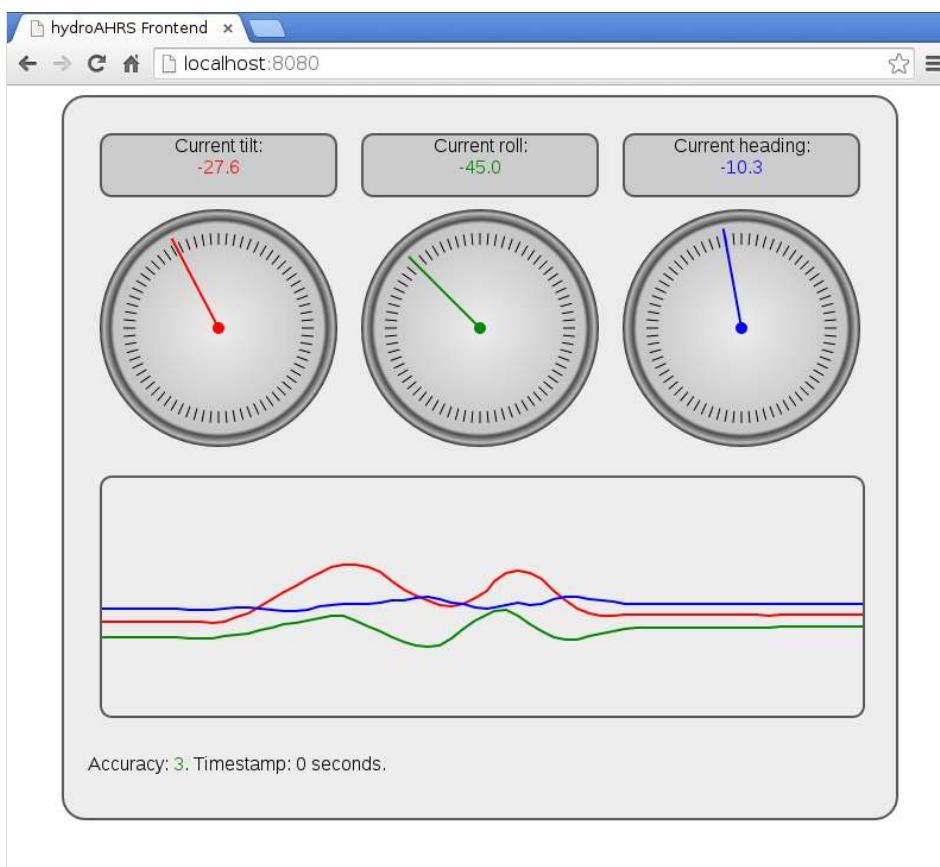 hydroAHRS Frontend
localhost:8080
Current tilt:
-27.6
Current roll:
-45.0
Current heading:
-10.3
Accuracy: 3. Timestamp: 0 seconds.